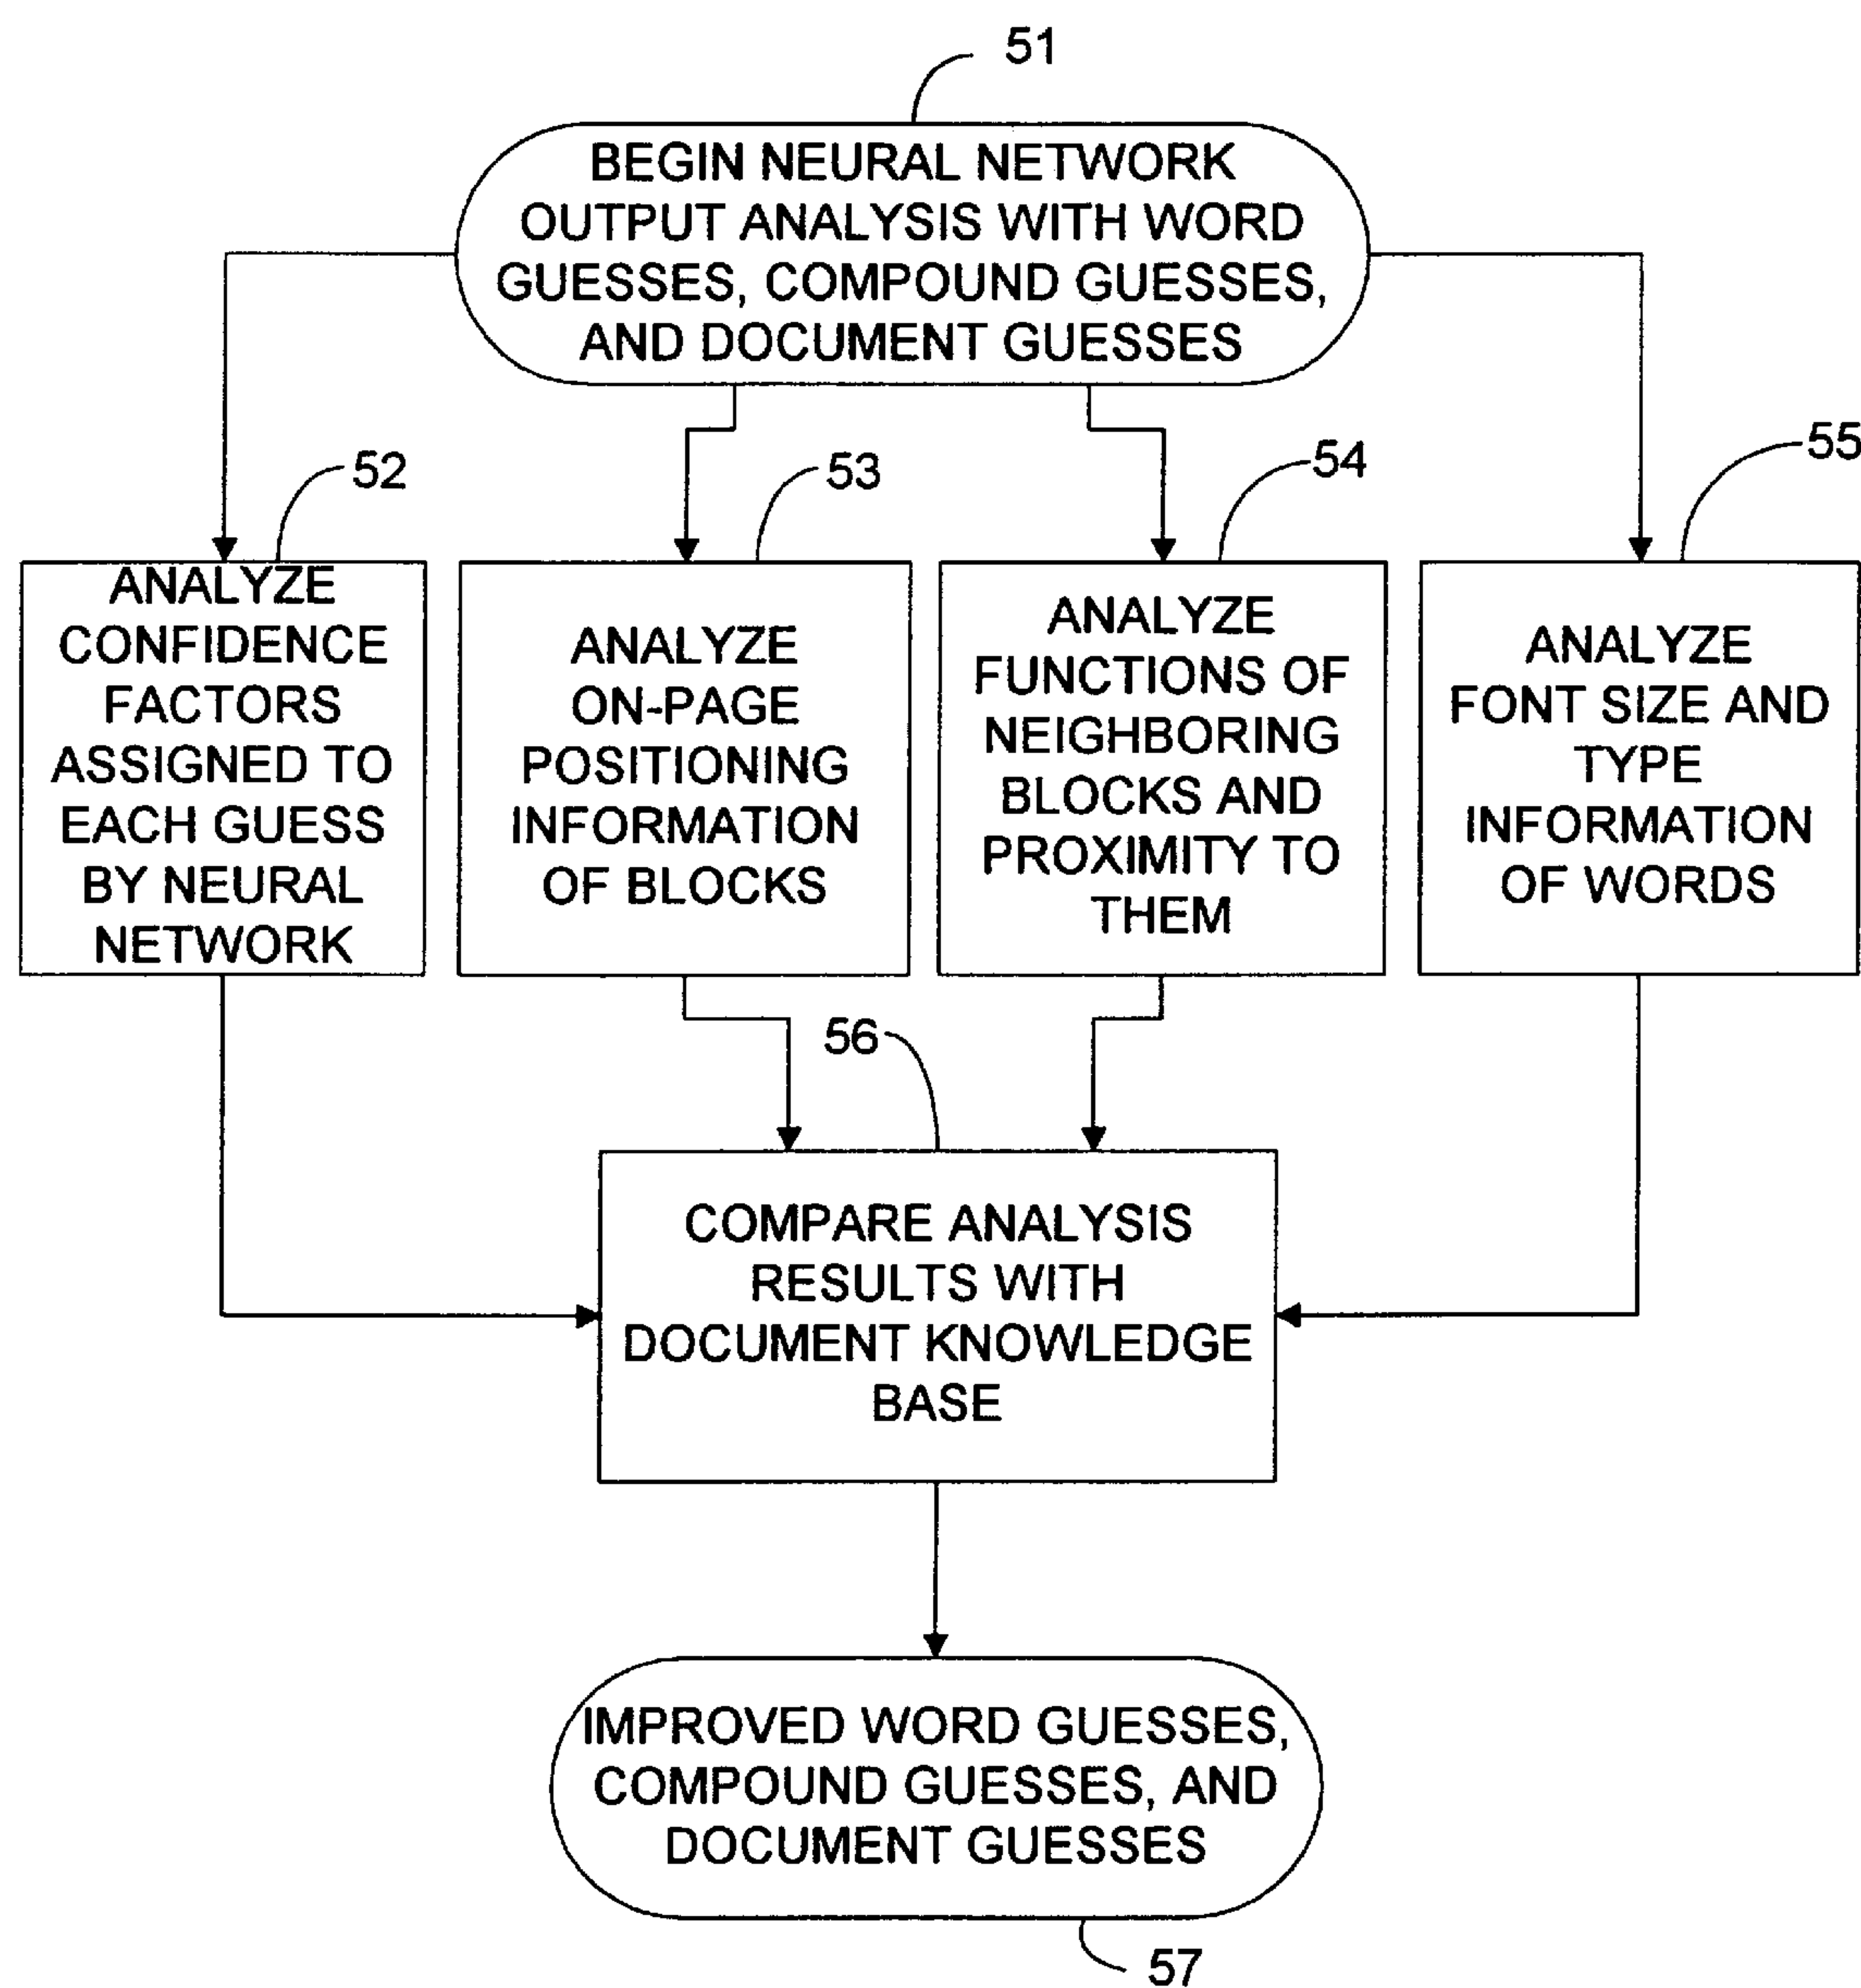 51
BEGIN NEURAL NETWORK
OUTPUT ANALYSIS WITH WORD
GUESSES, COMPOUND GUESSES,
AND DOCUMENT GUESSES
52
53
54
55
ANALYZE
CONFIDENCE
FACTORS
ASSIGNED TO
EACH GUESS
BY NEURAL
NETWORK
ANALYZE
ON-PAGE
POSITIONING
INFORMATION
OF BLOCKS
ANALYZE
FUNCTIONS OF
NEIGHBORING
BLOCKS AND
PROXIMITY TO
THEM
ANALYZE
FONT SIZE AND
TYPE
INFORMATION
OF WORDS
56
COMPARE ANALYSIS
RESULTS WITH
DOCUMENT KNOWLEDGE
BASE
IMPROVED WORD GUESSES,
COMPOUND GUESSES, AND
DOCUMENT GUESSES
57